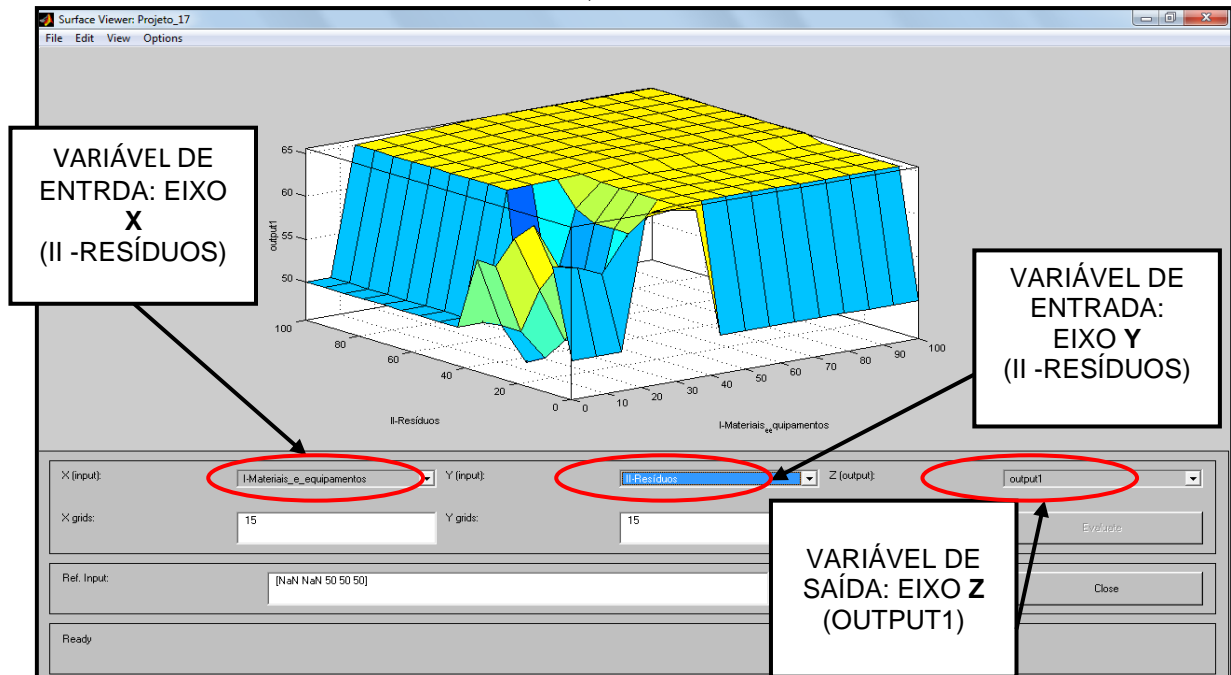 Surface Viewer: Projeto_17
File Edit View Options
VARIÁVEL DE
ENTRDA: EIXO
X
(II -RESÍDUOS)
65
60
55
50
output1
100
80
60
40
20
0
II-Resíduos
0
10
20
30
40
50
60
70
80
90
100
I-Materiais_eequipamentos
VARIÁVEL DE
ENTRADA:
EIXO Y
(II -RESÍDUOS)
X (input):
I-Materiais_e_equipamentos
Y (input):
II-Resíduos
Z (output):
output1
X grids:
15
Y grids:
15
Evaluate
VARIÁVEL DE
SAÍDA: EIXO Z
(OUTPUT1)
Ref. Input:
[NaN NaN 50 50 50]
Close
Ready